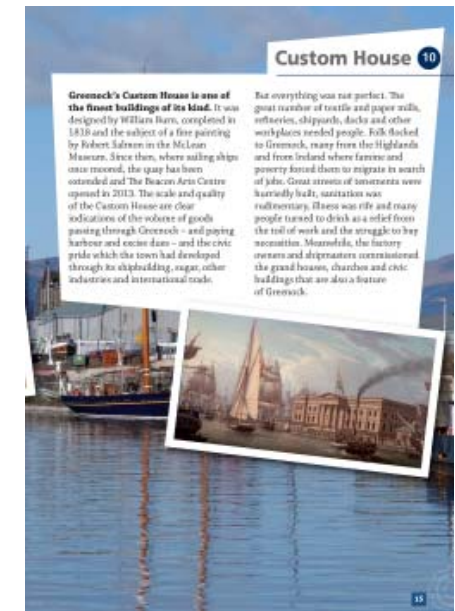 Custom House 10
Greenock's Custom House is one of
the finest buildings of its kind. It was
designed by William Burn, completed in
1818 and the subject of a fine painting
by Robert Salmon in the McLean
Museum. Since then, where sailing ships
once moored, the quay has been
extended and The Beacon Arts Centre
opened in 2013. The scale and quality
of the Custom House are clear
indications of the volume of goods
passing through Greenock – and paying
harbour and excise dues – and the civic
pride which the town had developed
through its shipbuilding, sugar, other
industries and international trade.
But everything was not perfect. The
great number of textile and paper mills,
refineries, shipyards, docks and other
workplaces needed people. Folk flocked
to Greenock, many from the Highlands
and from Ireland where famine and
poverty forced them to migrate in search
of jobs. Great streets of tenements were
hurriedly built, sanitation was
rudimentary, illness was rife and many
people turned to drink as a relief from
the toil of work and the struggle to buy
necessities. Meanwhile, the factory
owners and shipmasters commissioned
the grand houses, churches and civic
buildings that are also a feature
of Greenock.
15